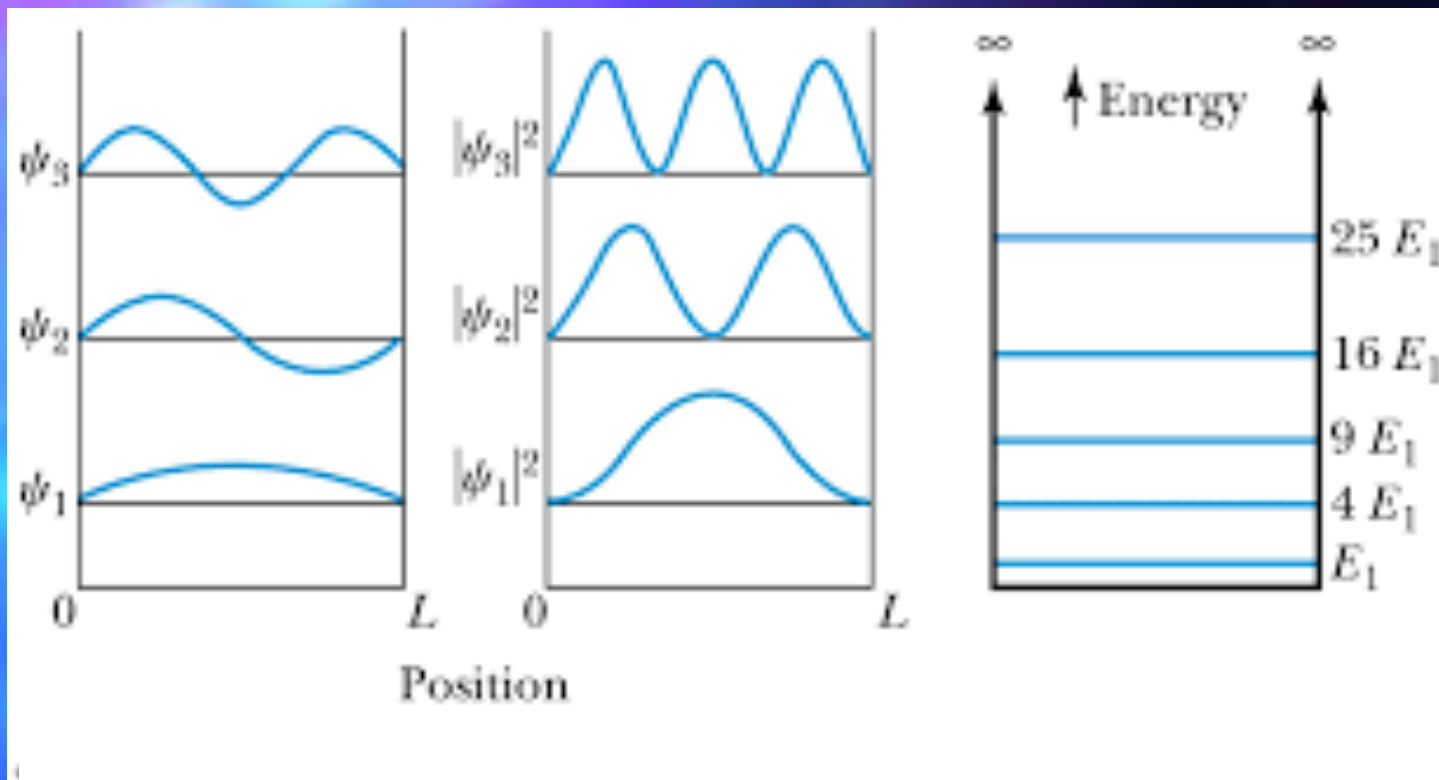 ψ₃
ψ₂
ψ₁
0 L
|ψ₃|²
|ψ₂|²
|ψ₁|²
0 L
Position
∞ ∞
Energy
25 E₁
16 E₁
9 E₁
4 E₁
E₁